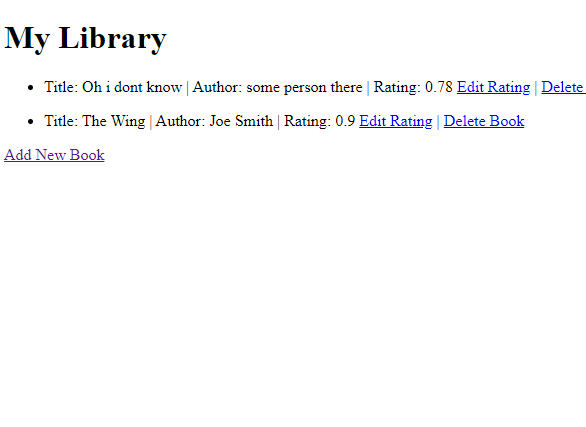 My Library
Title: Oh i dont know | Author: some person there | Rating: 0.78 Edit Rating | Delete
Title: The Wing | Author: Joe Smith | Rating: 0.9 Edit Rating | Delete Book
Add New Book